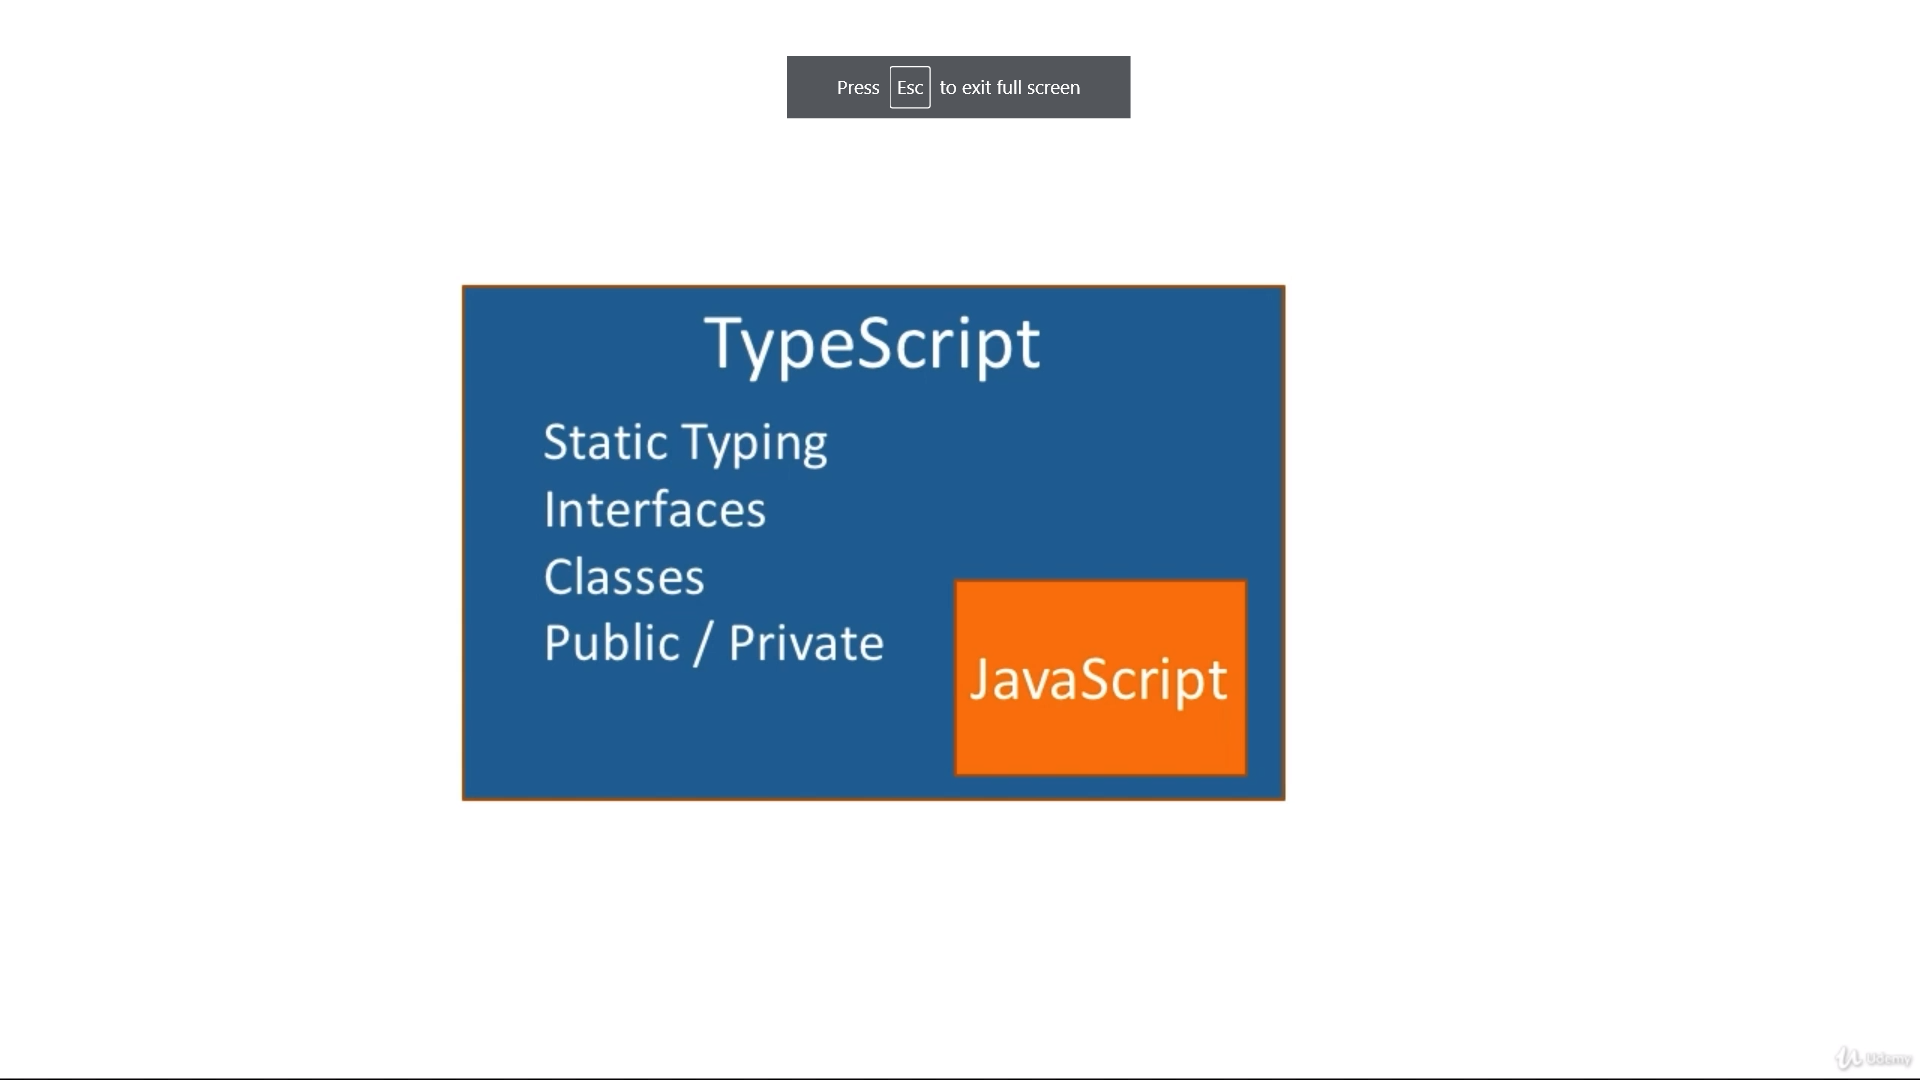 Press Esc to exit full screen
TypeScript
Static Typing
Interfaces
Classes
Public / Private
JavaScript
Udemy